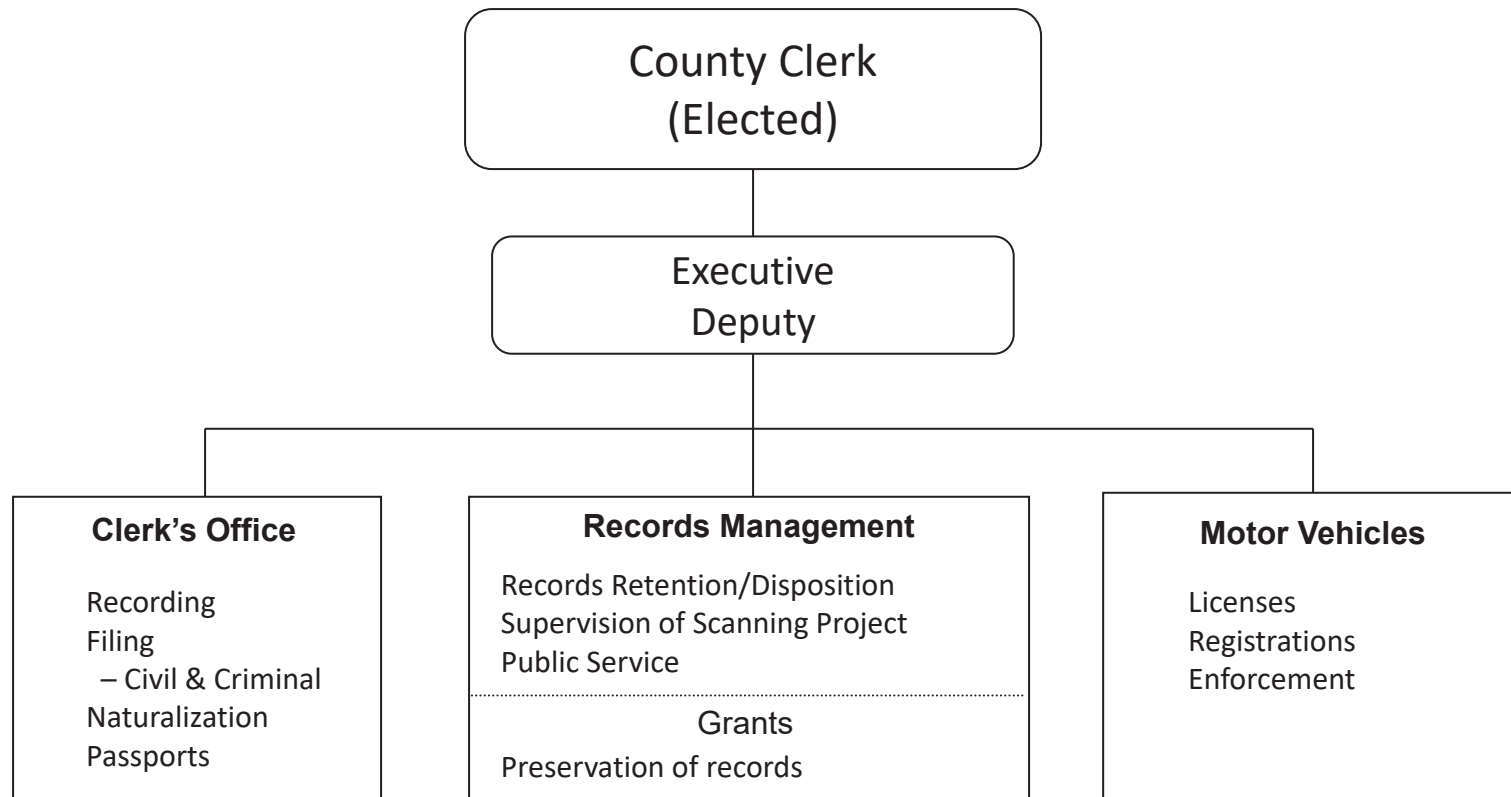 County Clerk
(Elected)
Executive
Deputy
Clerk’s Office
Recording
Filing
– Civil & Criminal
Naturalization
Passports
Records Management
Records Retention/Disposition
Supervision of Scanning Project
Public Service
Grants
Preservation of records
Motor Vehicles
Licenses
Registrations
Enforcement